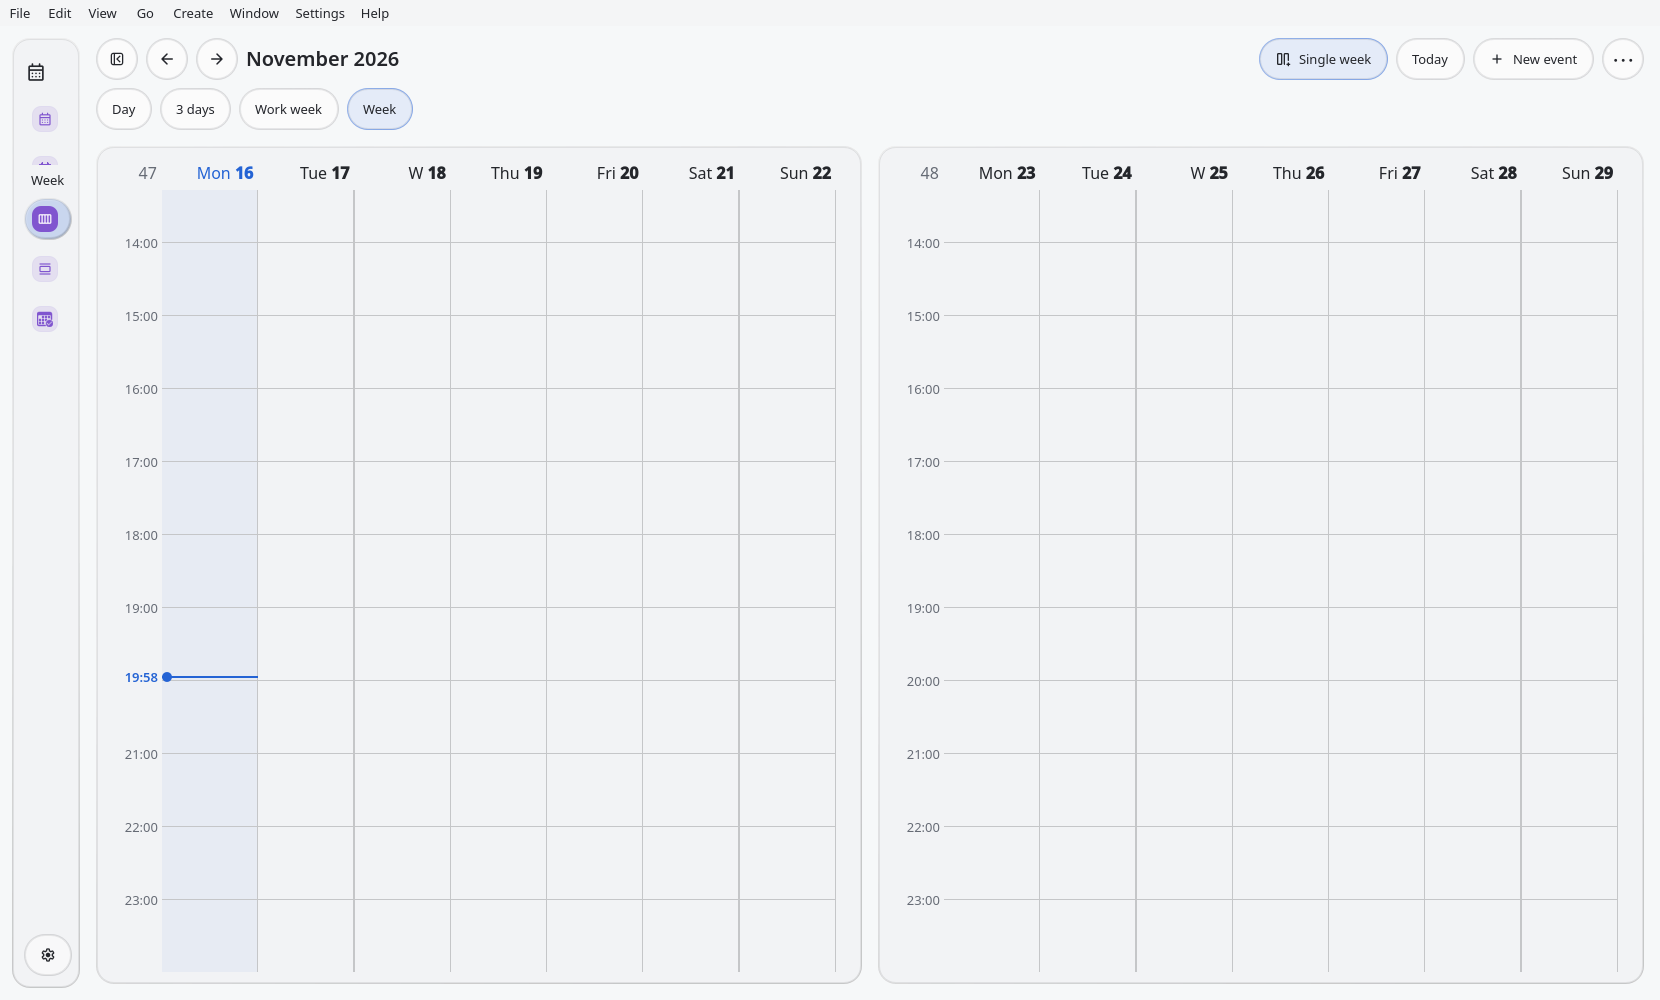 File Edit View Go Create Window Settings Help
November 2026
Single week
Today
New event
Day
3 days
Work week
Week
Week
47 Mon 16 Tue 17 W 18 Thu 19 Fri 20 Sat 21 Sun 22
14:00
15:00
16:00
17:00
18:00
19:00
19:58
21:00
22:00
23:00
48 Mon 23 Tue 24 W 25 Thu 26 Fri 27 Sat 28 Sun 29
14:00
15:00
16:00
17:00
18:00
19:00
20:00
21:00
22:00
23:00